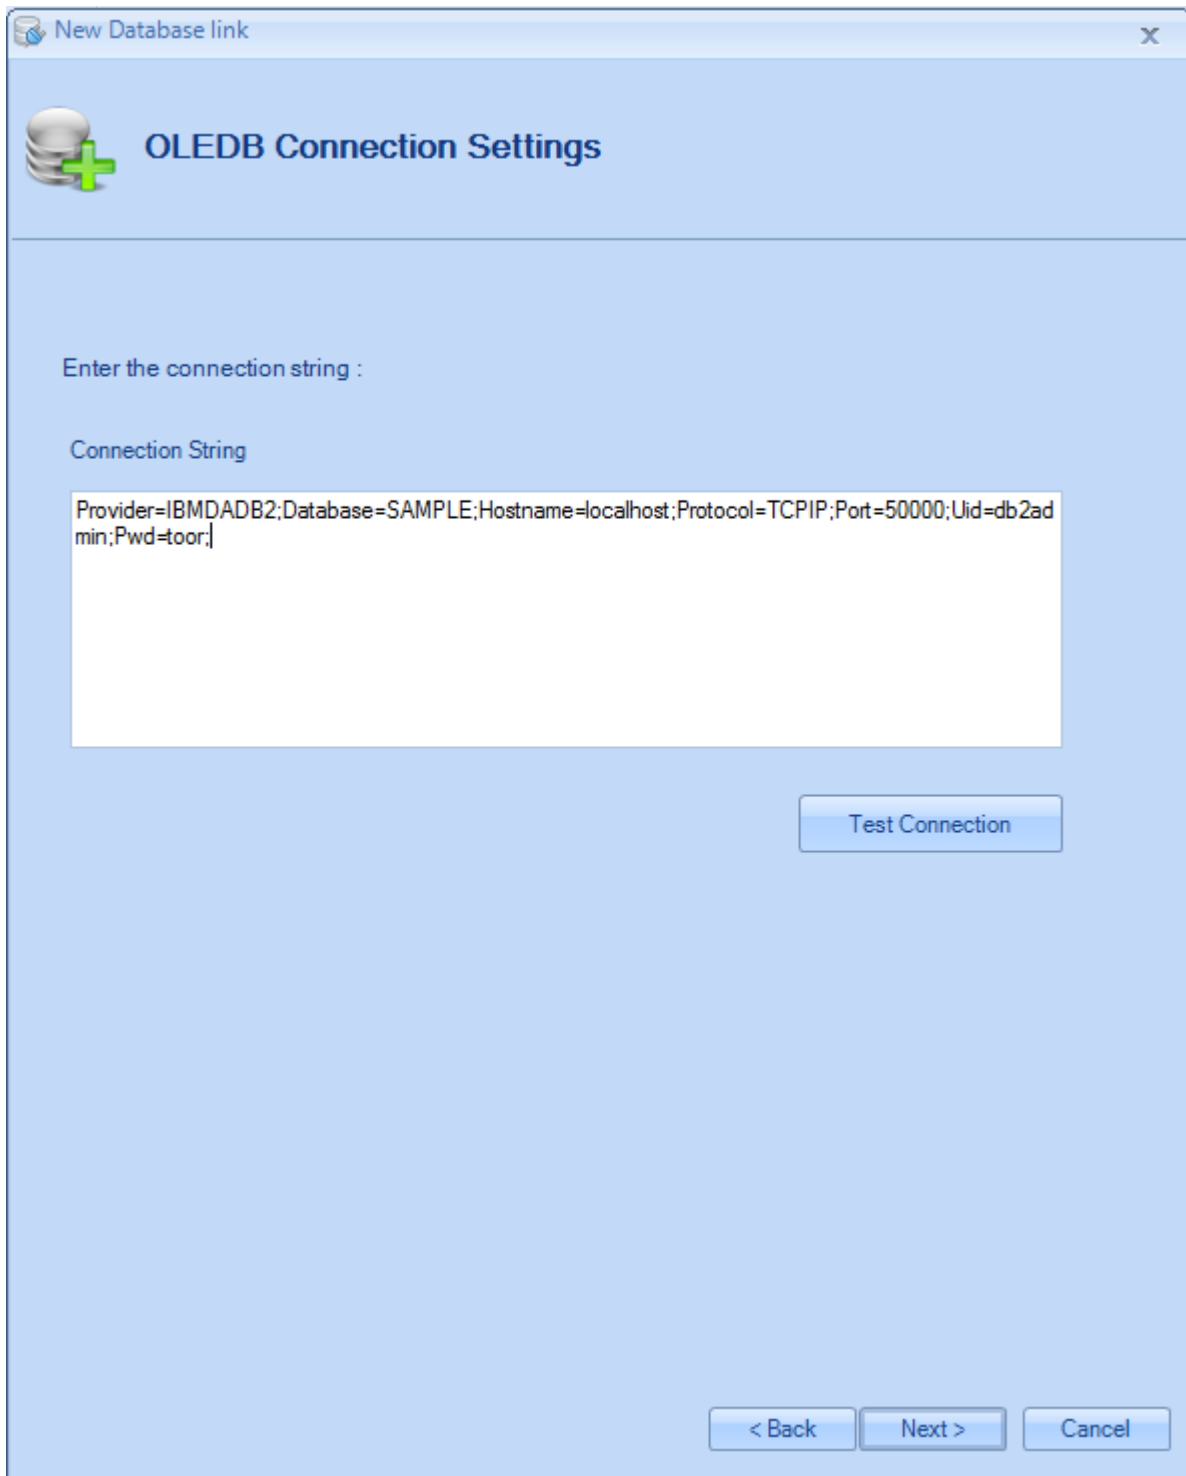 New Database link
x
OLEDB Connection Settings
Enter the connection string :
Connection String
Provider=IBMDADB2;Database=SAMPLE;Hostname=localhost;Protocol=TCPIP;Port=50000;Uid=db2ad
min;Pwd=toor;
Test Connection
< Back Next > Cancel